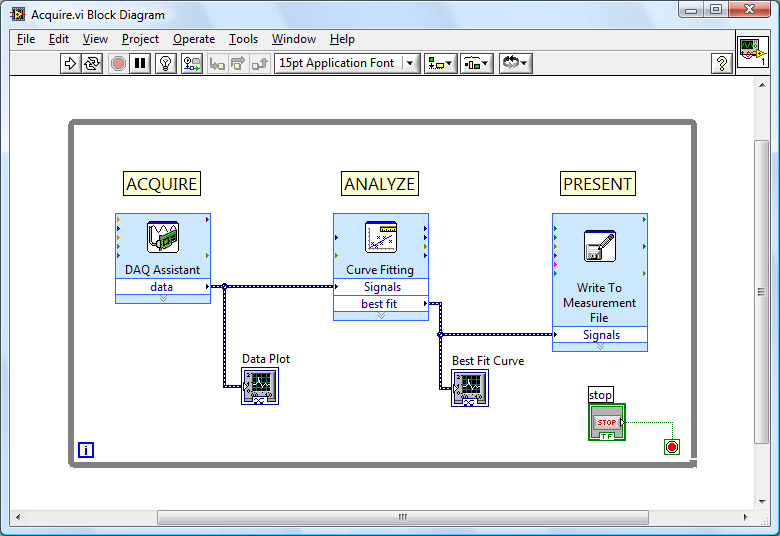 Acquire.vi Block Diagram
File Edit View Project Operate Tools Window Help
15pt Application Font
?
1
ACQUIRE
ANALYZE
PRESENT
DAQ Assistant
data
Curve Fitting
Signals
best fit
Write To
Measurement
File
Signals
Data Plot
Best Fit Curve
stop
STOP
TF
i